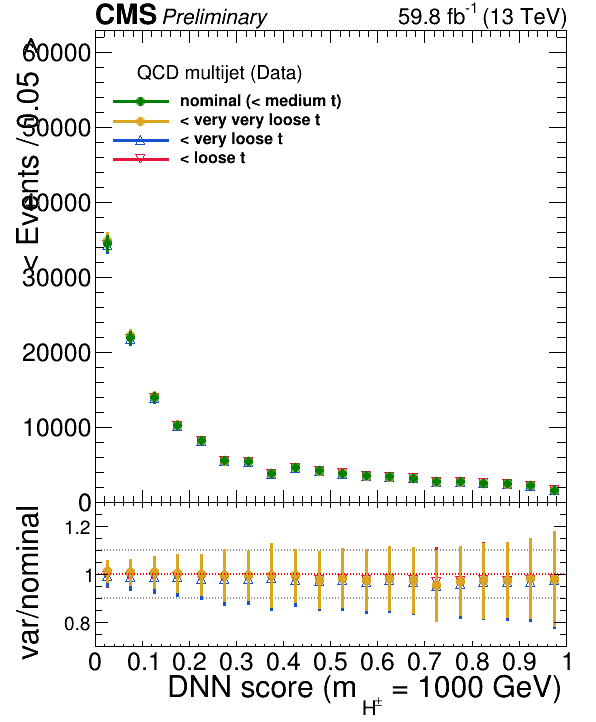 CMS Preliminary 59.8 fb⁻¹ (13 TeV)
< Events / 0.05 >
60000
50000
40000
30000
20000
10000
0
QCD multijet (Data)
nominal (< medium t)
< very very loose t
< very loose t
< loose t
var/nominal
1.2
1
0.8
0 0.1 0.2 0.3 0.4 0.5 0.6 0.7 0.8 0.9 1
DNN score (m_H± = 1000 GeV)